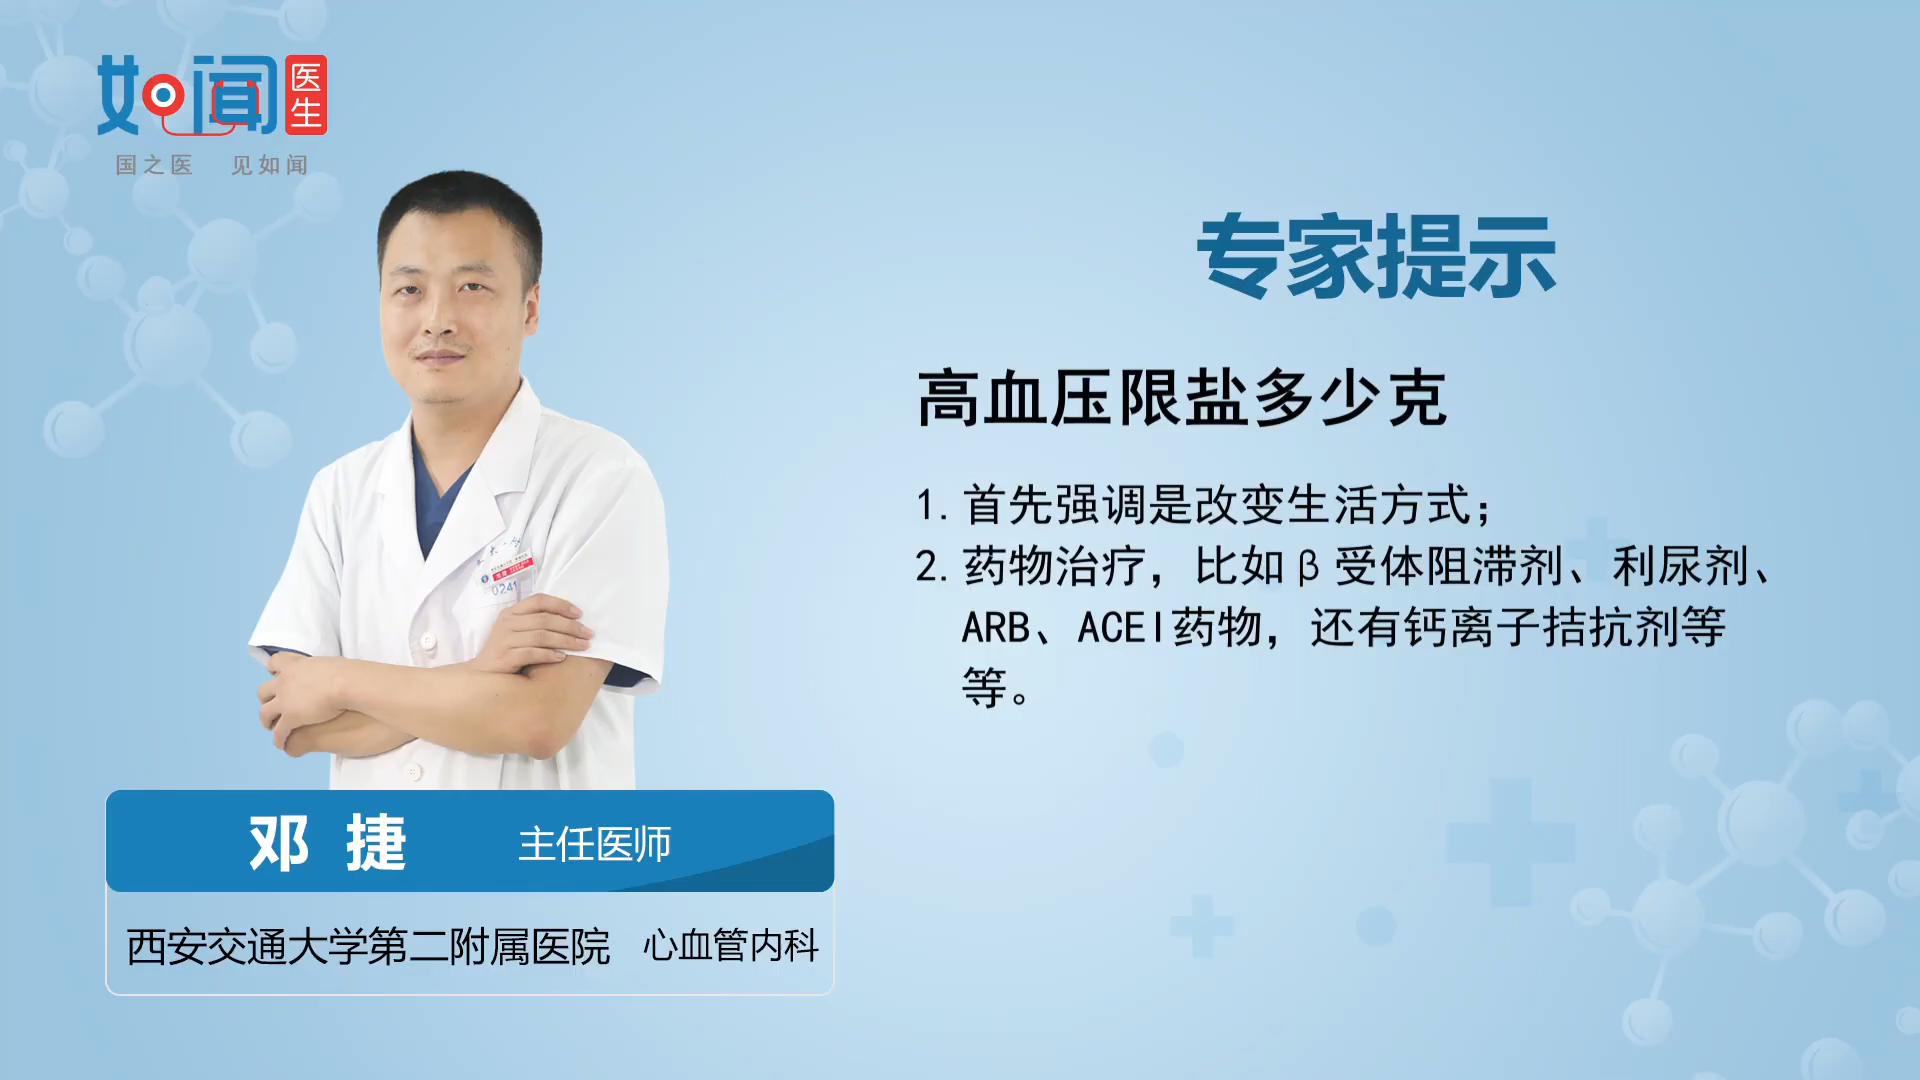 如闻医生
国之医 见如闻
专家提示
高血压限盐多少克
1. 首先强调是改变生活方式；
2. 药物治疗，比如β受体阻滞剂、利尿剂、
ARB、ACEI药物，还有钙离子拮抗剂等
等。
0241
邓 捷 主任医师
西安交通大学第二附属医院 心血管内科